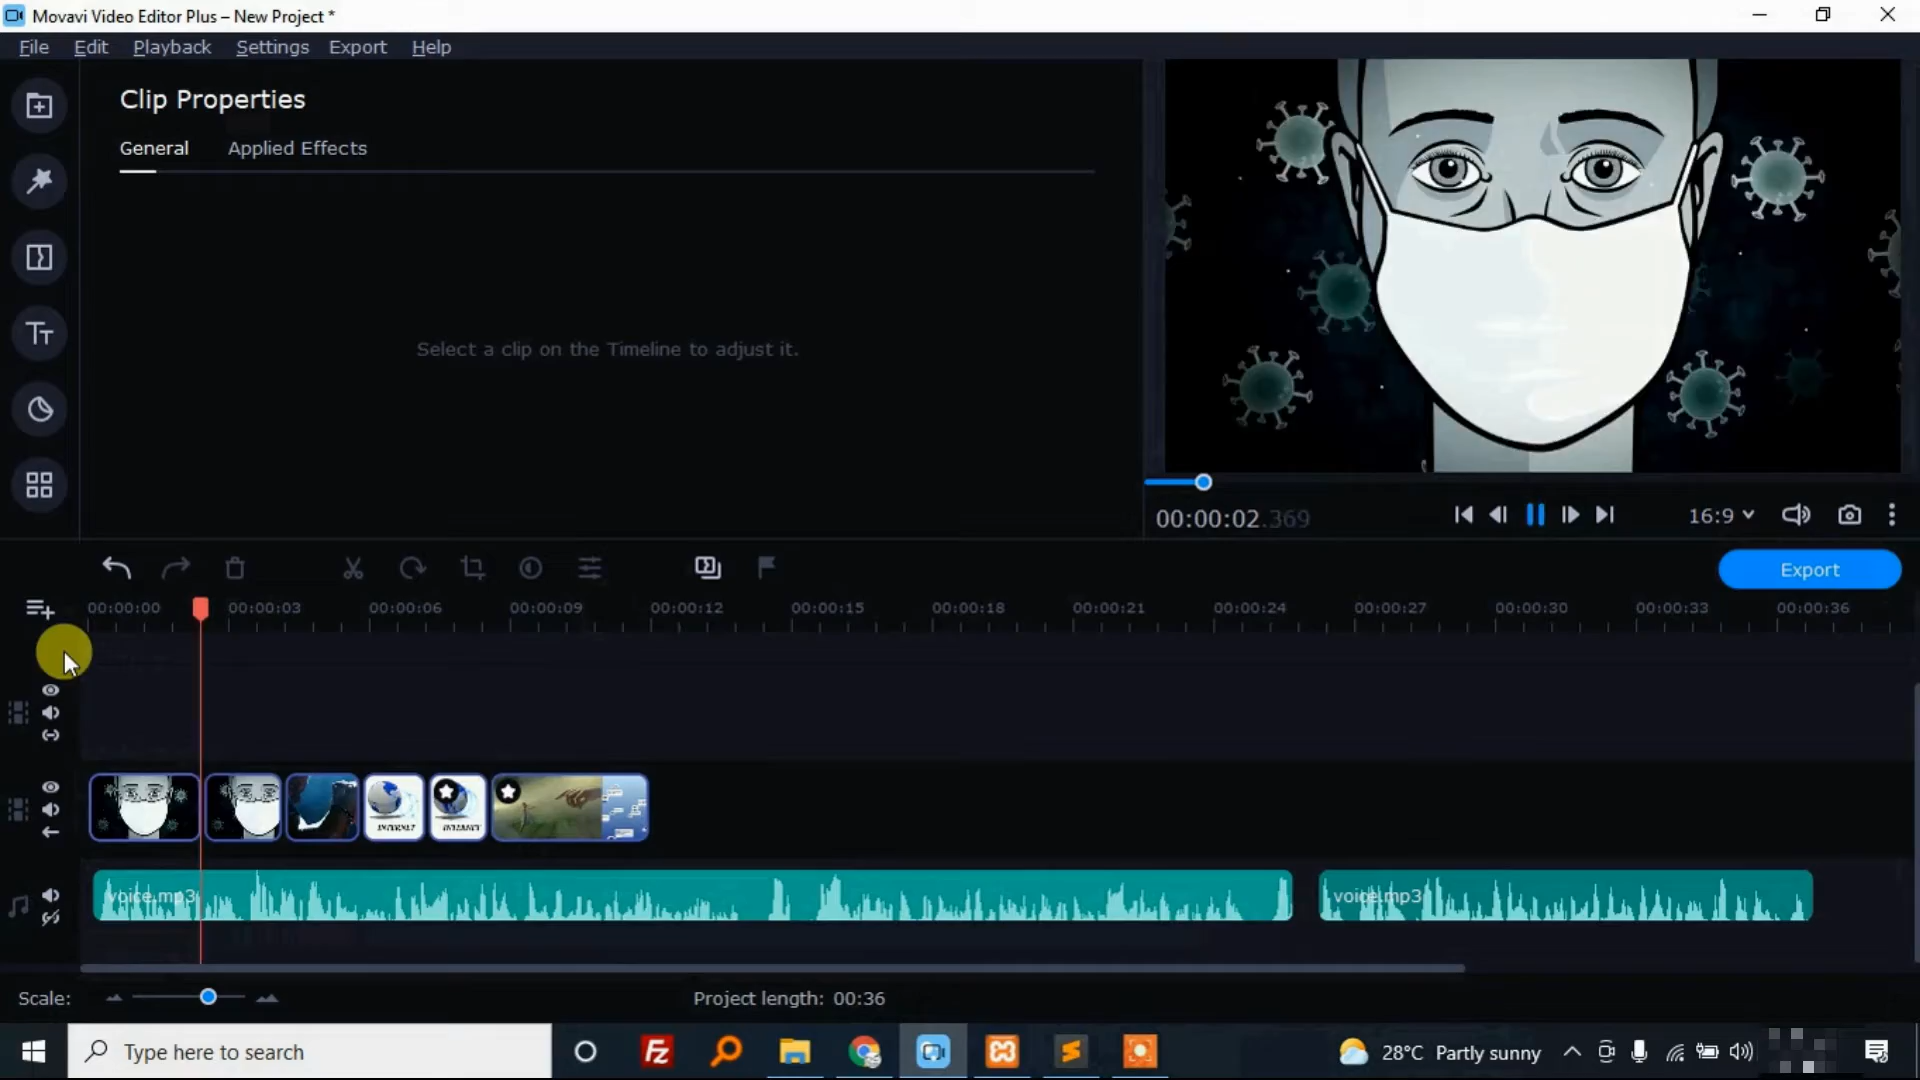 Movavi Video Editor Plus – New Project *
File Edit Playback Settings Export Help
Clip Properties
General Applied Effects
Select a clip on the Timeline to adjust it.
00:00:02.369
16:9
Export
00:00:00 00:00:03 00:00:06 00:00:09 00:00:12 00:00:15 00:00:18 00:00:21 00:00:24 00:00:27 00:00:30 00:00:33 00:00:36
INTERNET INTERNET
voice.mp3 voice.mp3
Scale: Project length: 00:36
Type here to search
Fz
28°C Partly sunny